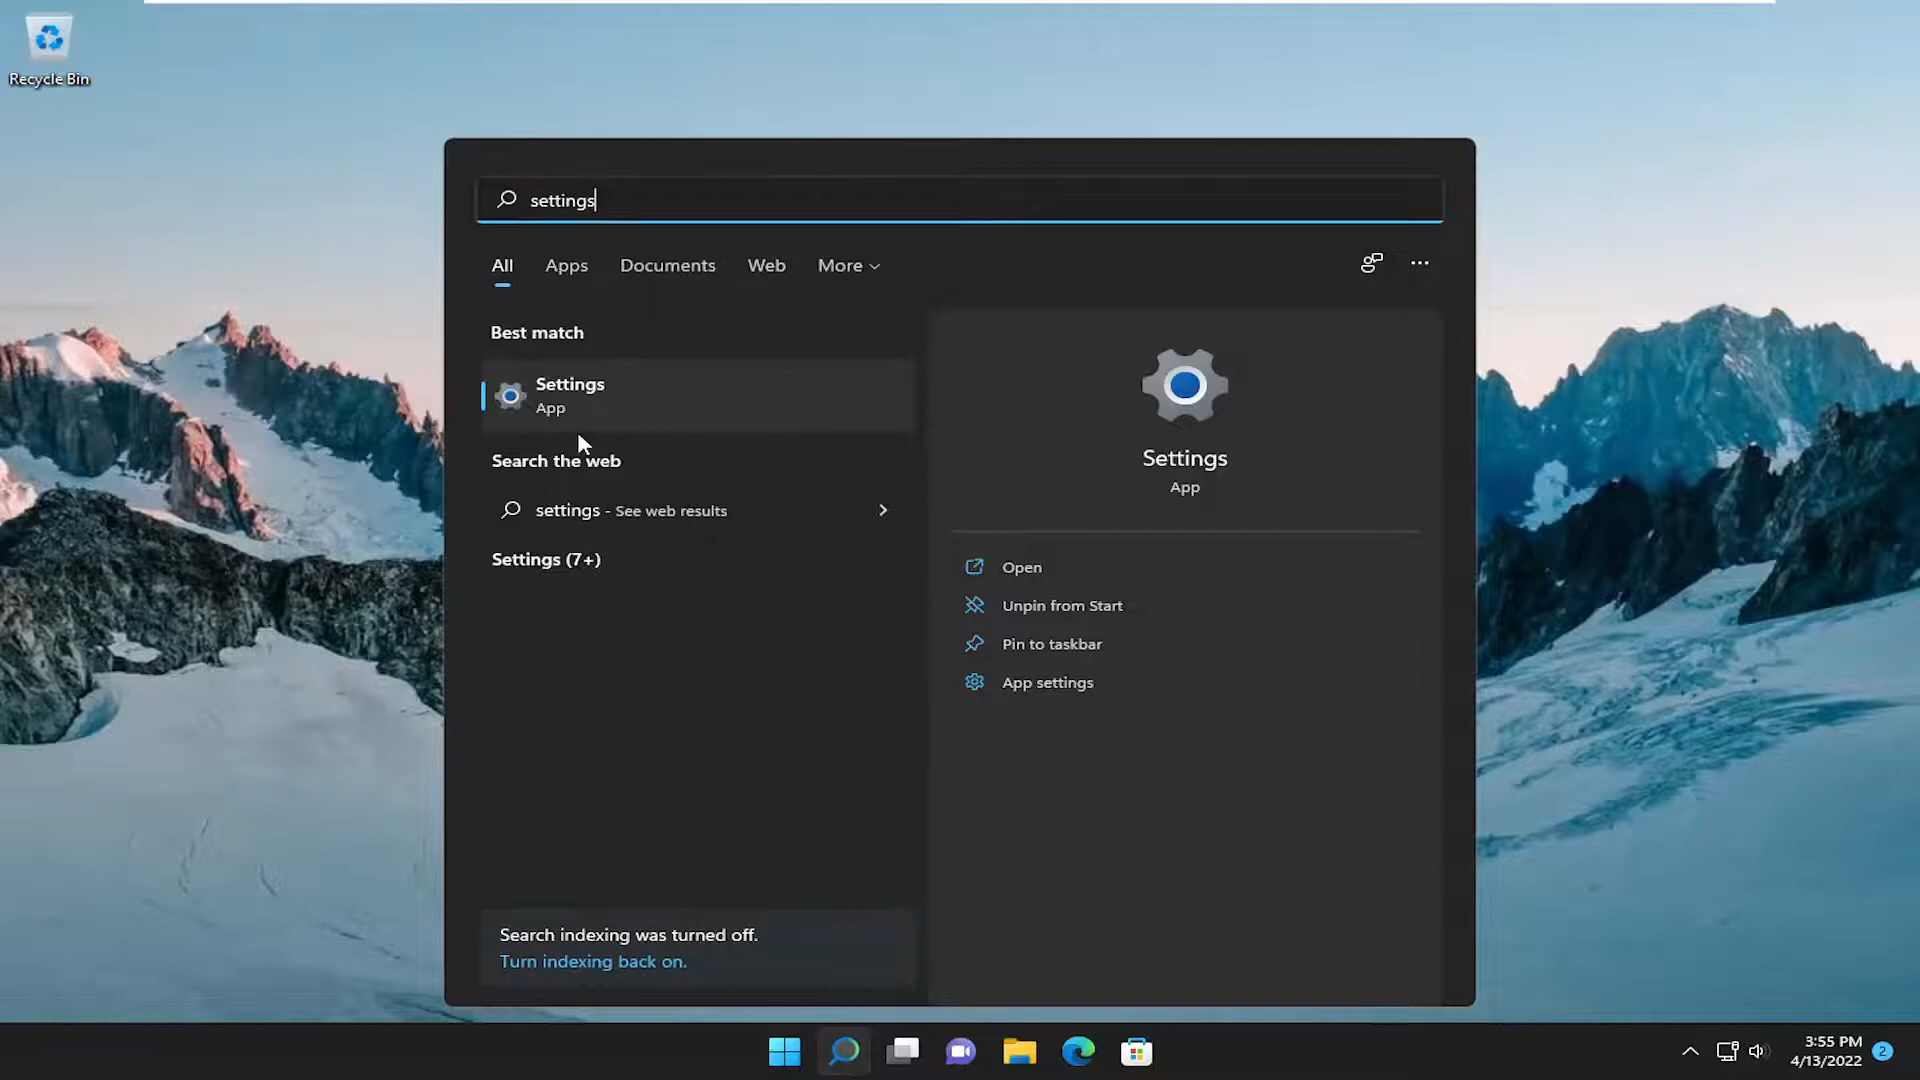 Recycle Bin
settings
All Apps Documents Web More
Best match
Settings
App
Search the web
settings - See web results
Settings (7+)
Search indexing was turned off.
Turn indexing back on.
Settings
App
Open
Unpin from Start
Pin to taskbar
App settings
3:55 PM
4/13/2022
2